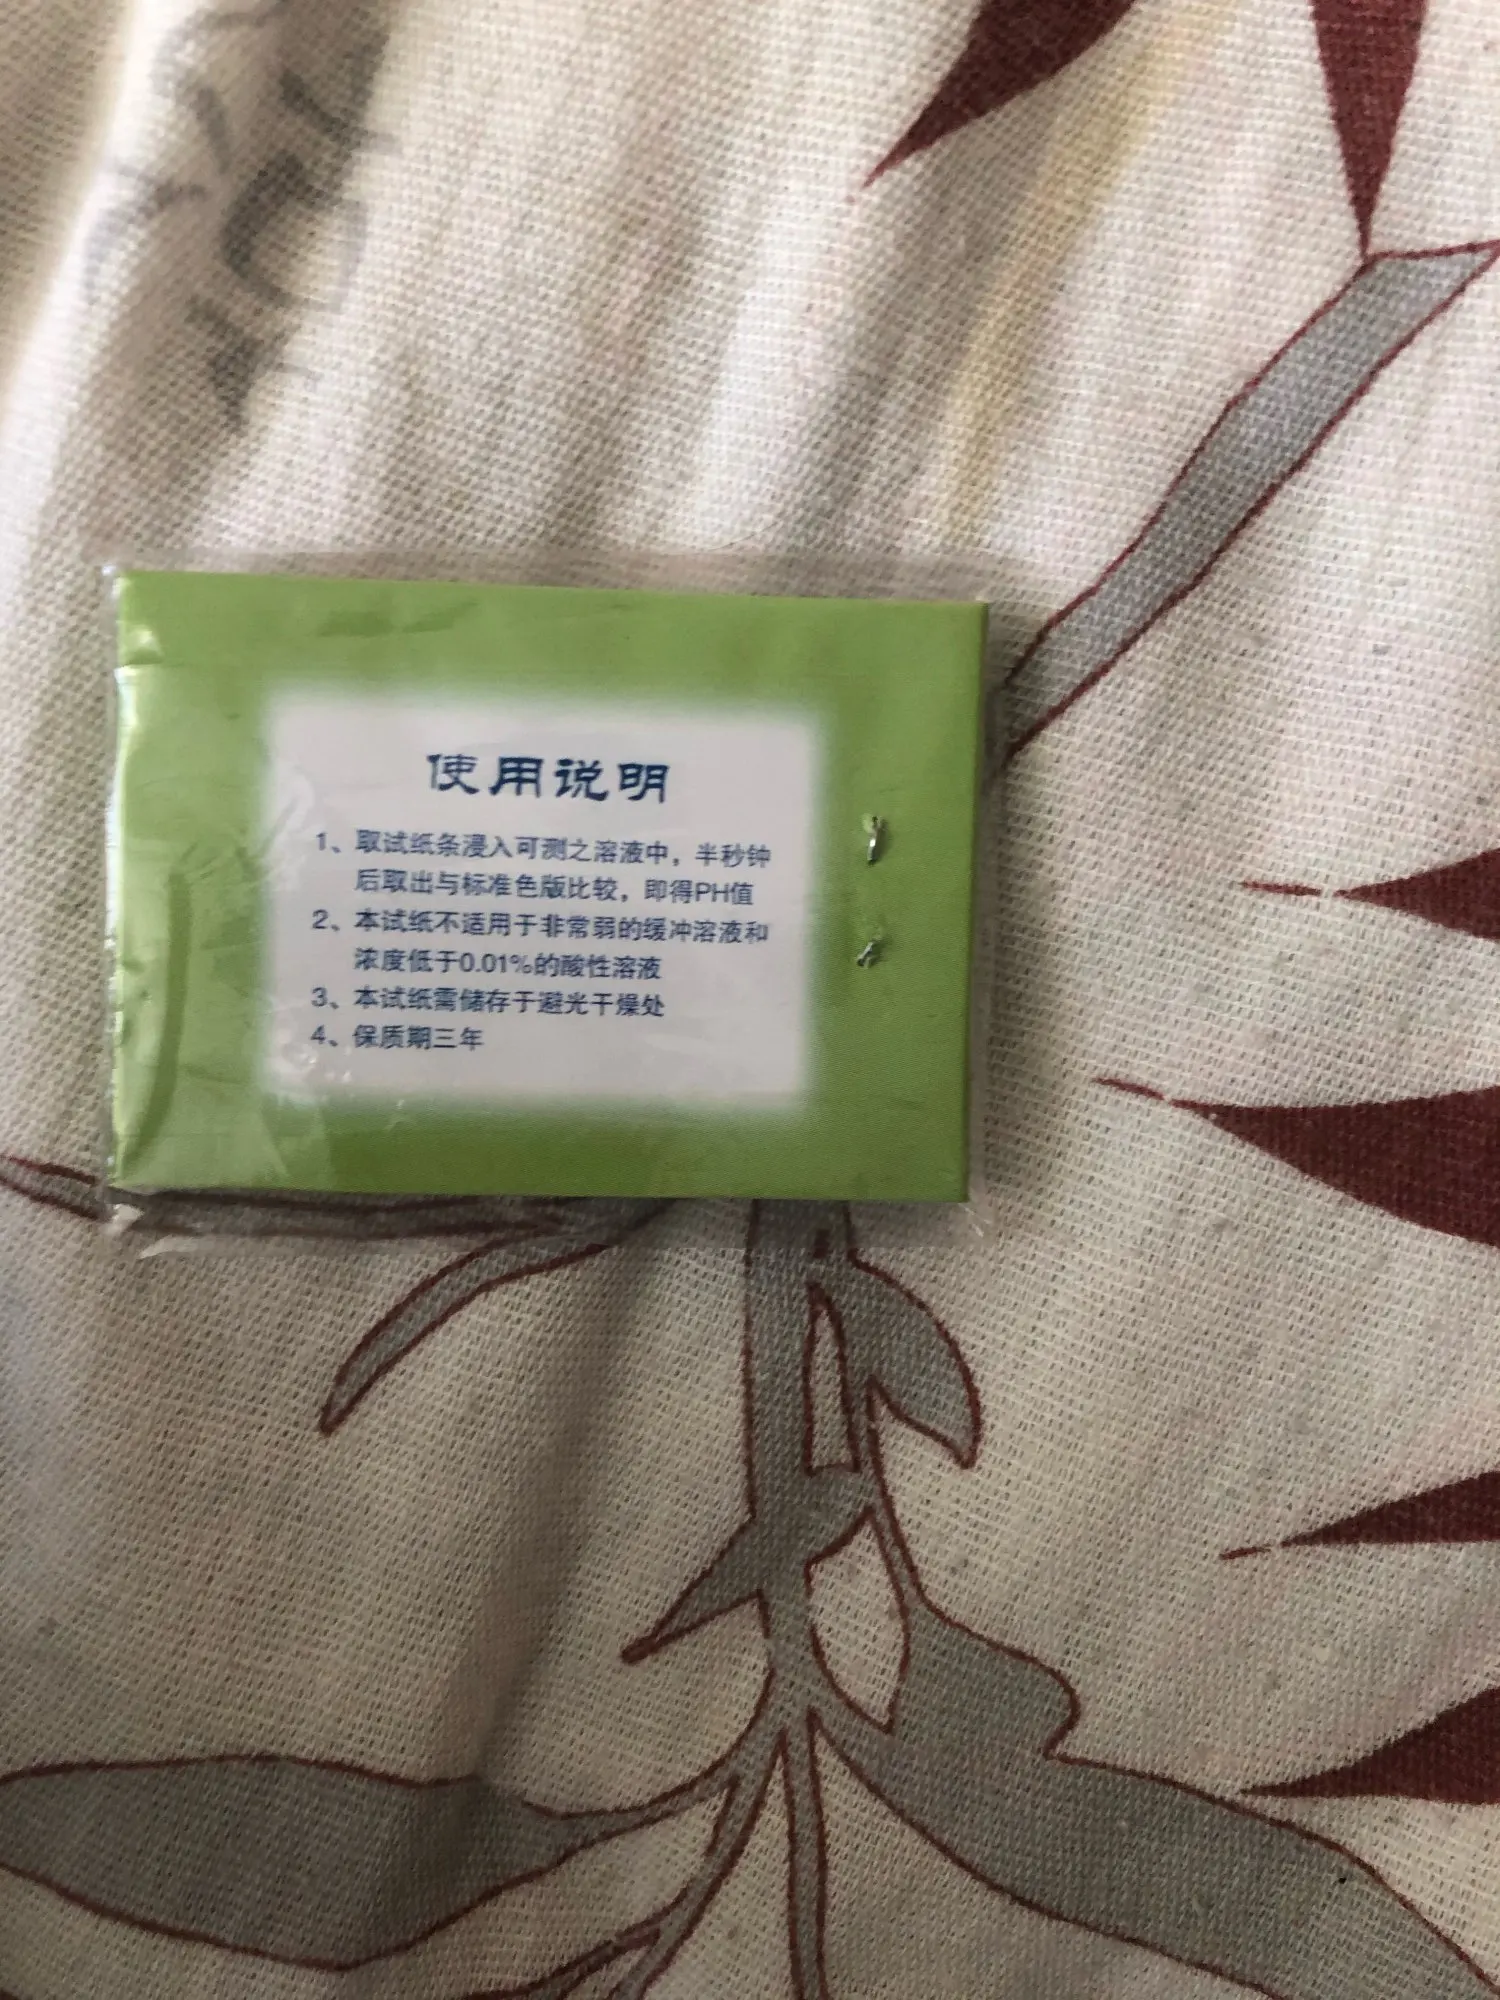 使用说明
1、取试纸条浸入可测之溶液中，半秒钟
后取出与标准色版比较，即得PH值
2、本试纸不适用于非常弱的缓冲溶液和
浓度低于0.01%的酸性溶液
3、本试纸需储存于避光干燥处
4、保质期三年